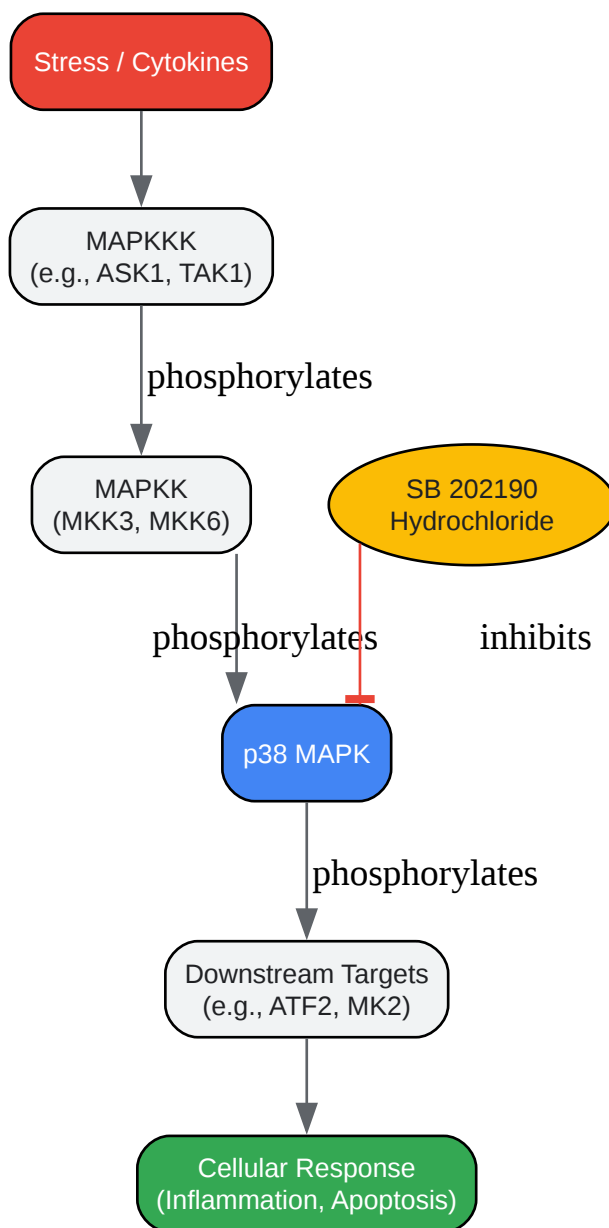 Stress / Cytokines
MAPKKK
(e.g., ASK1, TAK1)
phosphorylates
MAPKK
(MKK3, MKK6)
SB 202190
Hydrochloride
phosphorylates
inhibits
p38 MAPK
phosphorylates
Downstream Targets
(e.g., ATF2, MK2)
Cellular Response
(Inflammation, Apoptosis)